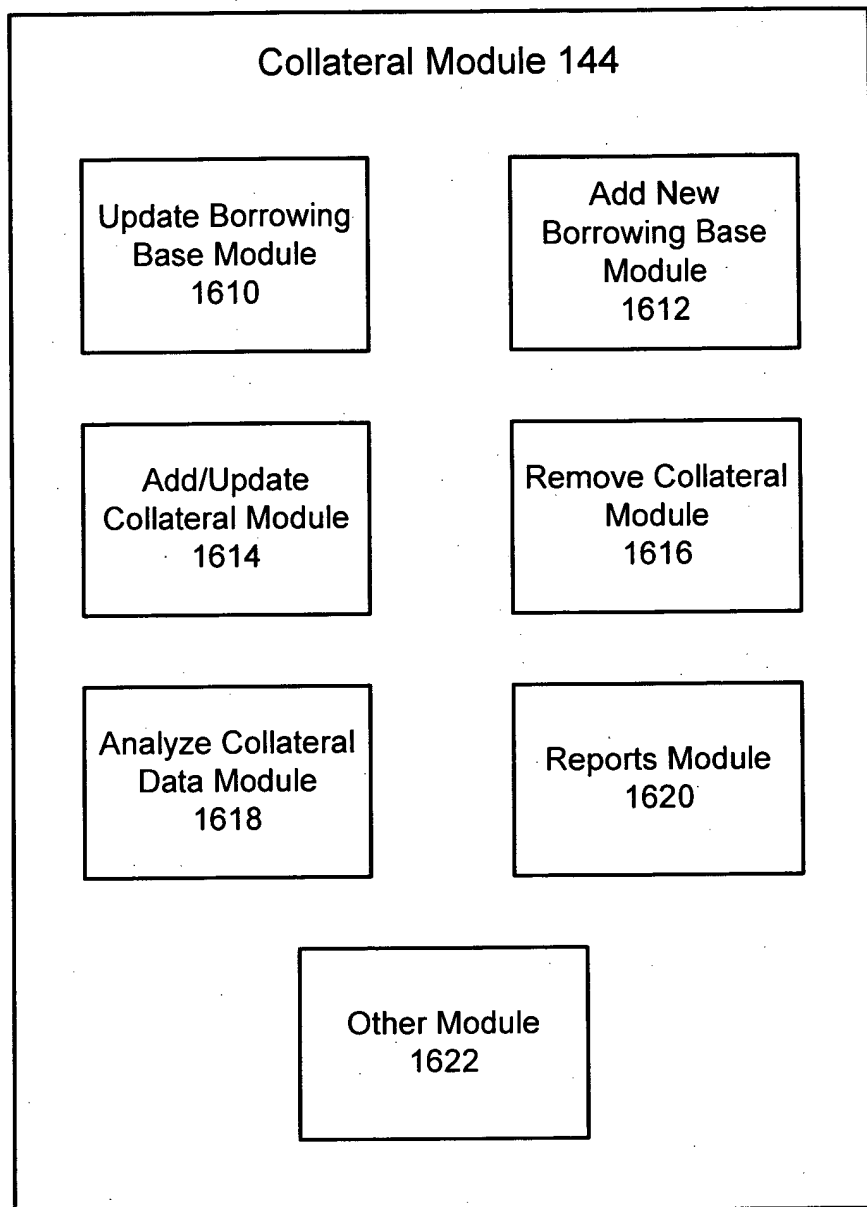 Collateral Module 144
Update Borrowing
Base Module
1610
Add New
Borrowing Base
Module
1612
Add/Update
Collateral Module
1614
Remove Collateral
Module
1616
Analyze Collateral
Data Module
1618
Reports Module
1620
Other Module
1622